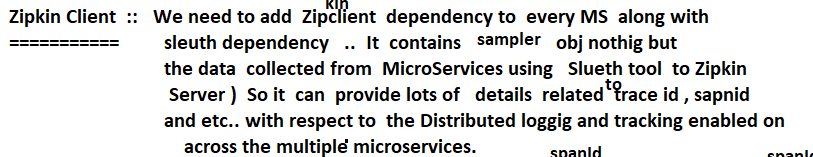 kin
Zipkin Client :: We need to add Zipclient dependency to every MS along with
=========== sleuth dependency .. It contains sampler obj nothig but
the data collected from MicroServices using Slueth tool to Zipkin
Server ) So it can provide lots of details related to trace id , sapnid
and etc.. with respect to the Distributed loggig and tracking enabled on
across the multiple microservices.
spanId